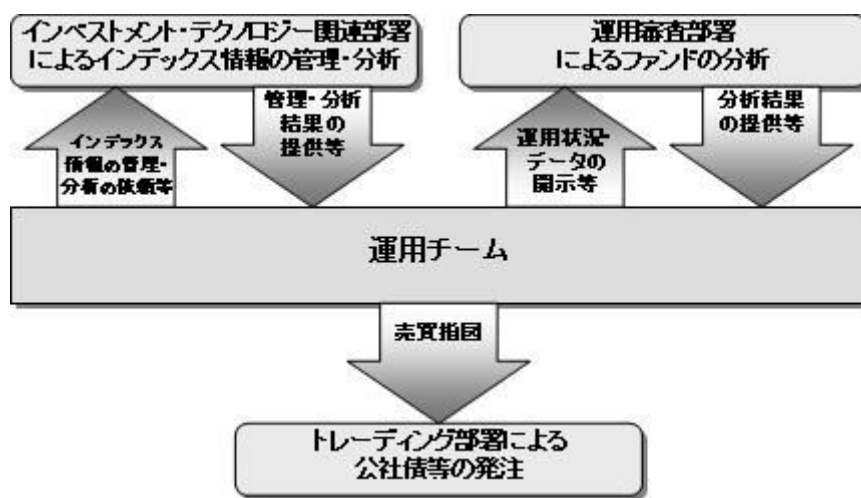 インベストメント・テクノロジー関連部署
によるインデックス情報の管理・分析
運用審査部署
によるファンドの分析
インデックス
情報の管理・
分析の依頼等
管理・分析
結果の
提供等
運用状況・
データの
開示等
分析結果
の提供等
運用チーム
売買指図
トレーディング部署による
公社債等の発注